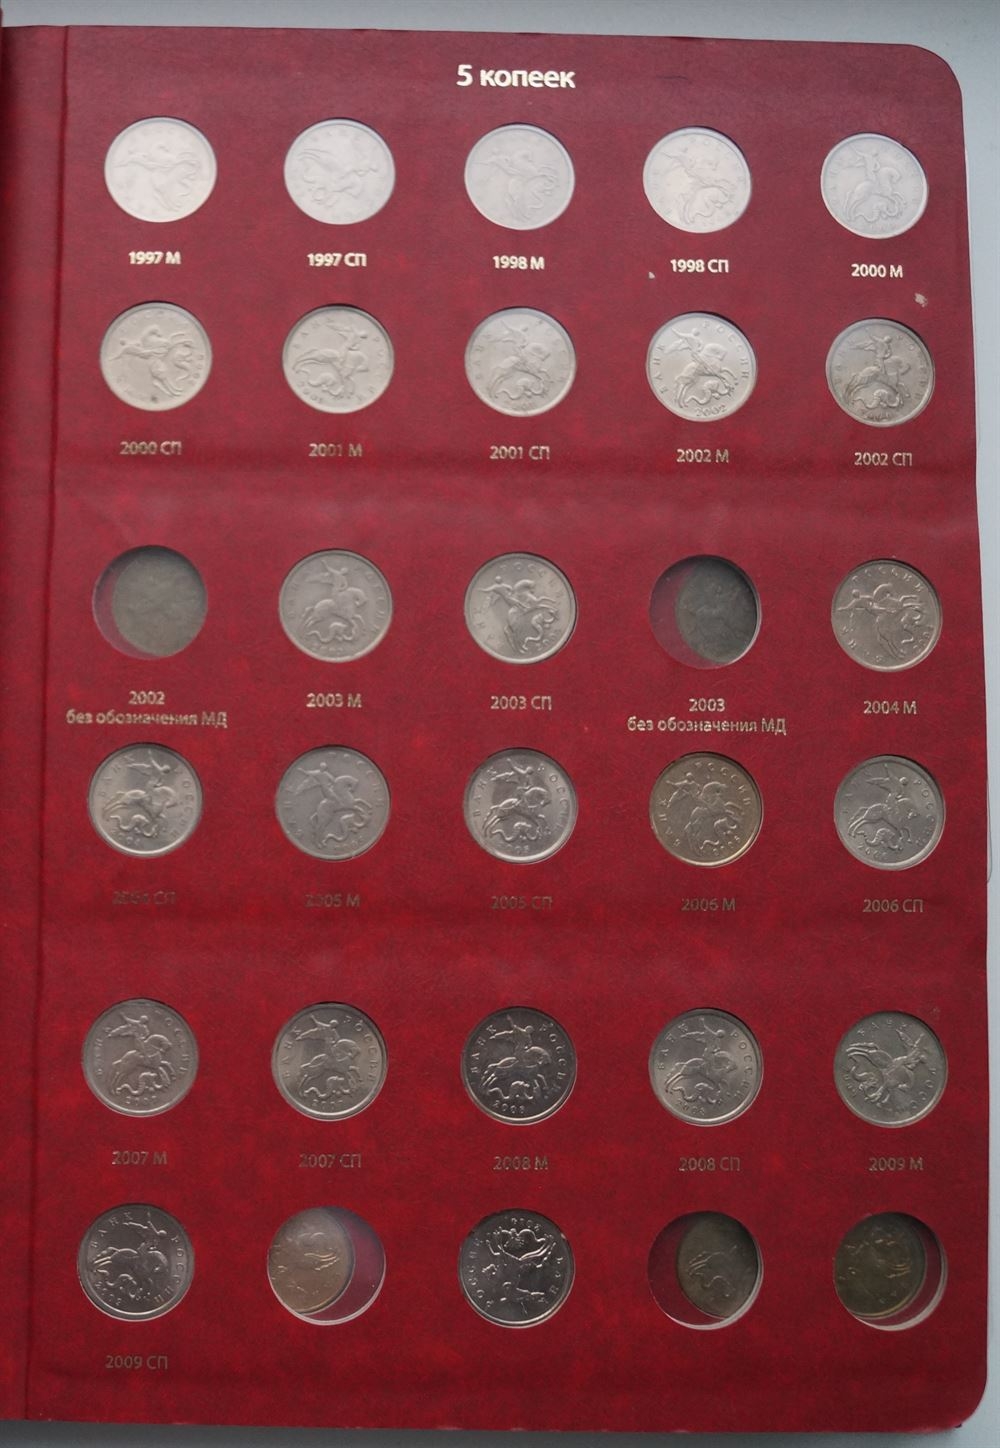 5 копеек
1997 М
1997 СП
1998 М
1998 СП
2000 М
2000 СП
2001 М
2001 СП
2002 М
2002 СП
2002
без обозначения МД
2003 М
2003 СП
2003
без обозначения МД
2004 М
2004 СП
2005 М
2005 СП
2006 М
2006 СП
2007 М
2007 СП
2008 М
2008 СП
2009 М
2009 СП